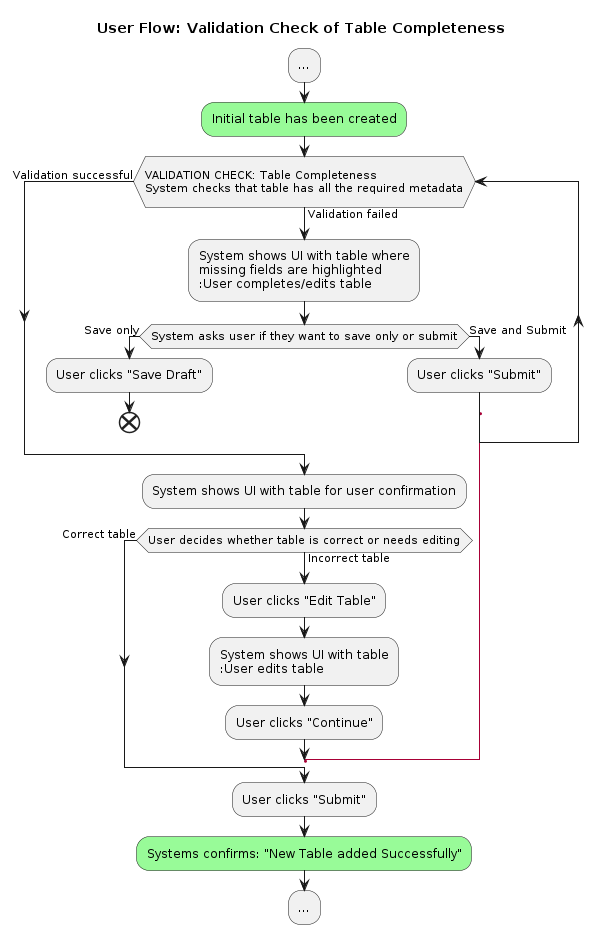 User Flow: Validation Check of Table Completeness
...
Initial table has been created
Validation successful
VALIDATION CHECK: Table Completeness
System checks that table has all the required metadata
Validation failed
System shows UI with table where
missing fields are highlighted
:User completes/edits table
Save only
System asks user if they want to save only or submit
Save and Submit
User clicks "Save Draft"
User clicks "Submit"
System shows UI with table for user confirmation
Correct table
User decides whether table is correct or needs editing
Incorrect table
User clicks "Edit Table"
System shows UI with table
:User edits table
User clicks "Continue"
User clicks "Submit"
Systems confirms: "New Table added Successfully"
...